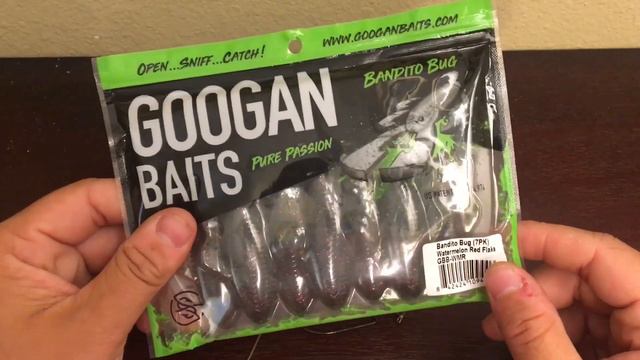 OPEN...SNIFF...CATCH!
WWW.GOOGANBAITS.COM
GOOGAN
BAITS
PURE PASSION
BANDITO BUG
Bandito Bug (7PK)
Watermelon Red Flake
GBB-WMR